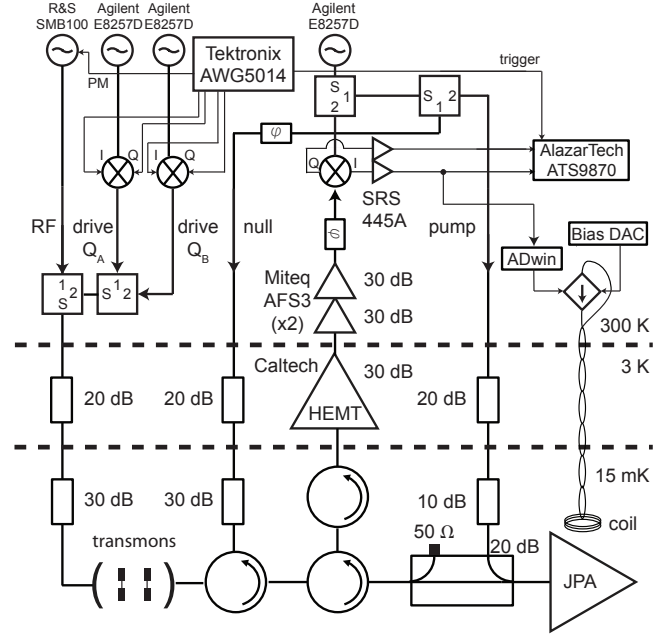 R&S
SMB100
Agilent
E8257D
Agilent
E8257D
Agilent
E8257D
Tektronix
AWG5014
PM
trigger
S
1
2
S
1
2
φ
I
Q
I
Q
Q
I
AlazarTech
ATS9870
SRS
445A
RF
drive
QA
drive
QB
null
φ
pump
ADwin
Bias DAC
1
S
2
S
1
2
Miteq
AFS3
(x2)
30 dB
30 dB
300 K
3 K
Caltech
30 dB
HEMT
20 dB
20 dB
20 dB
15 mK
30 dB
30 dB
10 dB
coil
50 Ω
20 dB
transmons
JPA